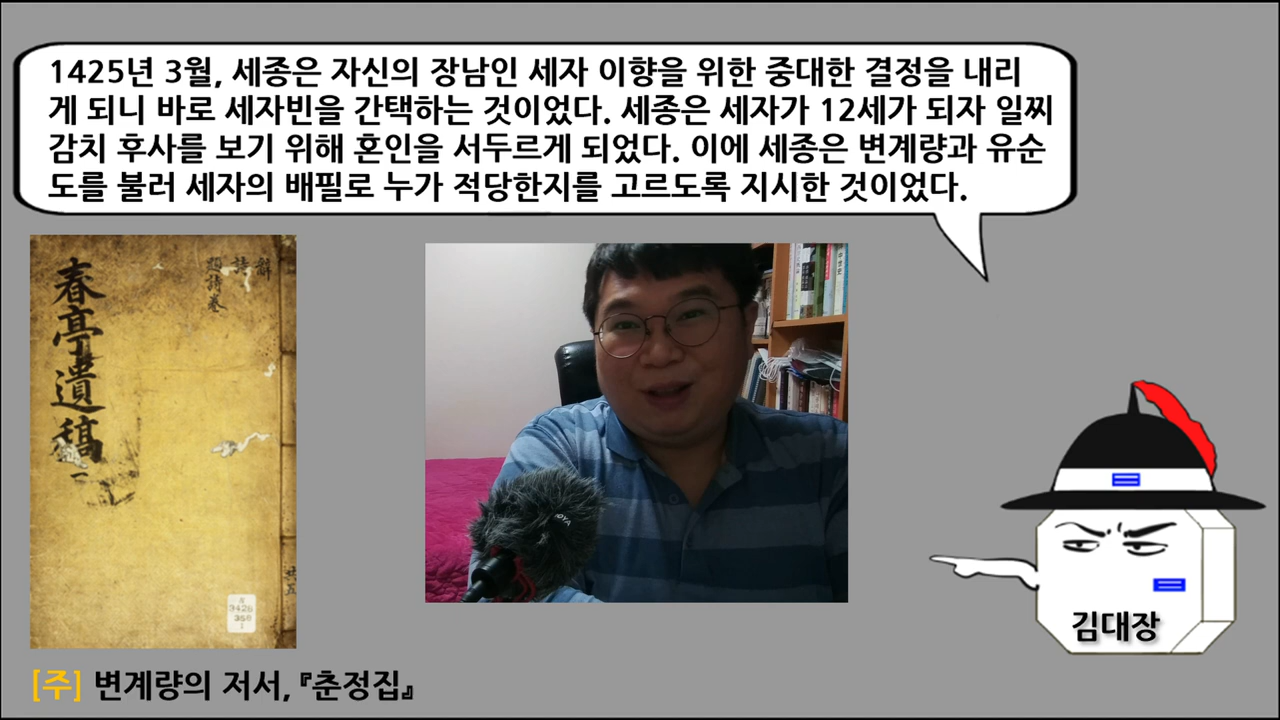 1425년 3월, 세종은 자신의 장남인 세자 이향을 위한 중대한 결정을 내리
게 되니 바로 세자빈을 간택하는 것이었다. 세종은 세자가 12세가 되자 일찌
감치 후사를 보기 위해 혼인을 서두르게 되었다. 이에 세종은 변계량과 유순
도를 불러 세자의 배필로 누가 적당한지를 고르도록 지시한 것이었다.
春亭遺稿
一
題詩卷
3426
BOYA
김대장
[주] 변계량의 저서, 『춘정집』